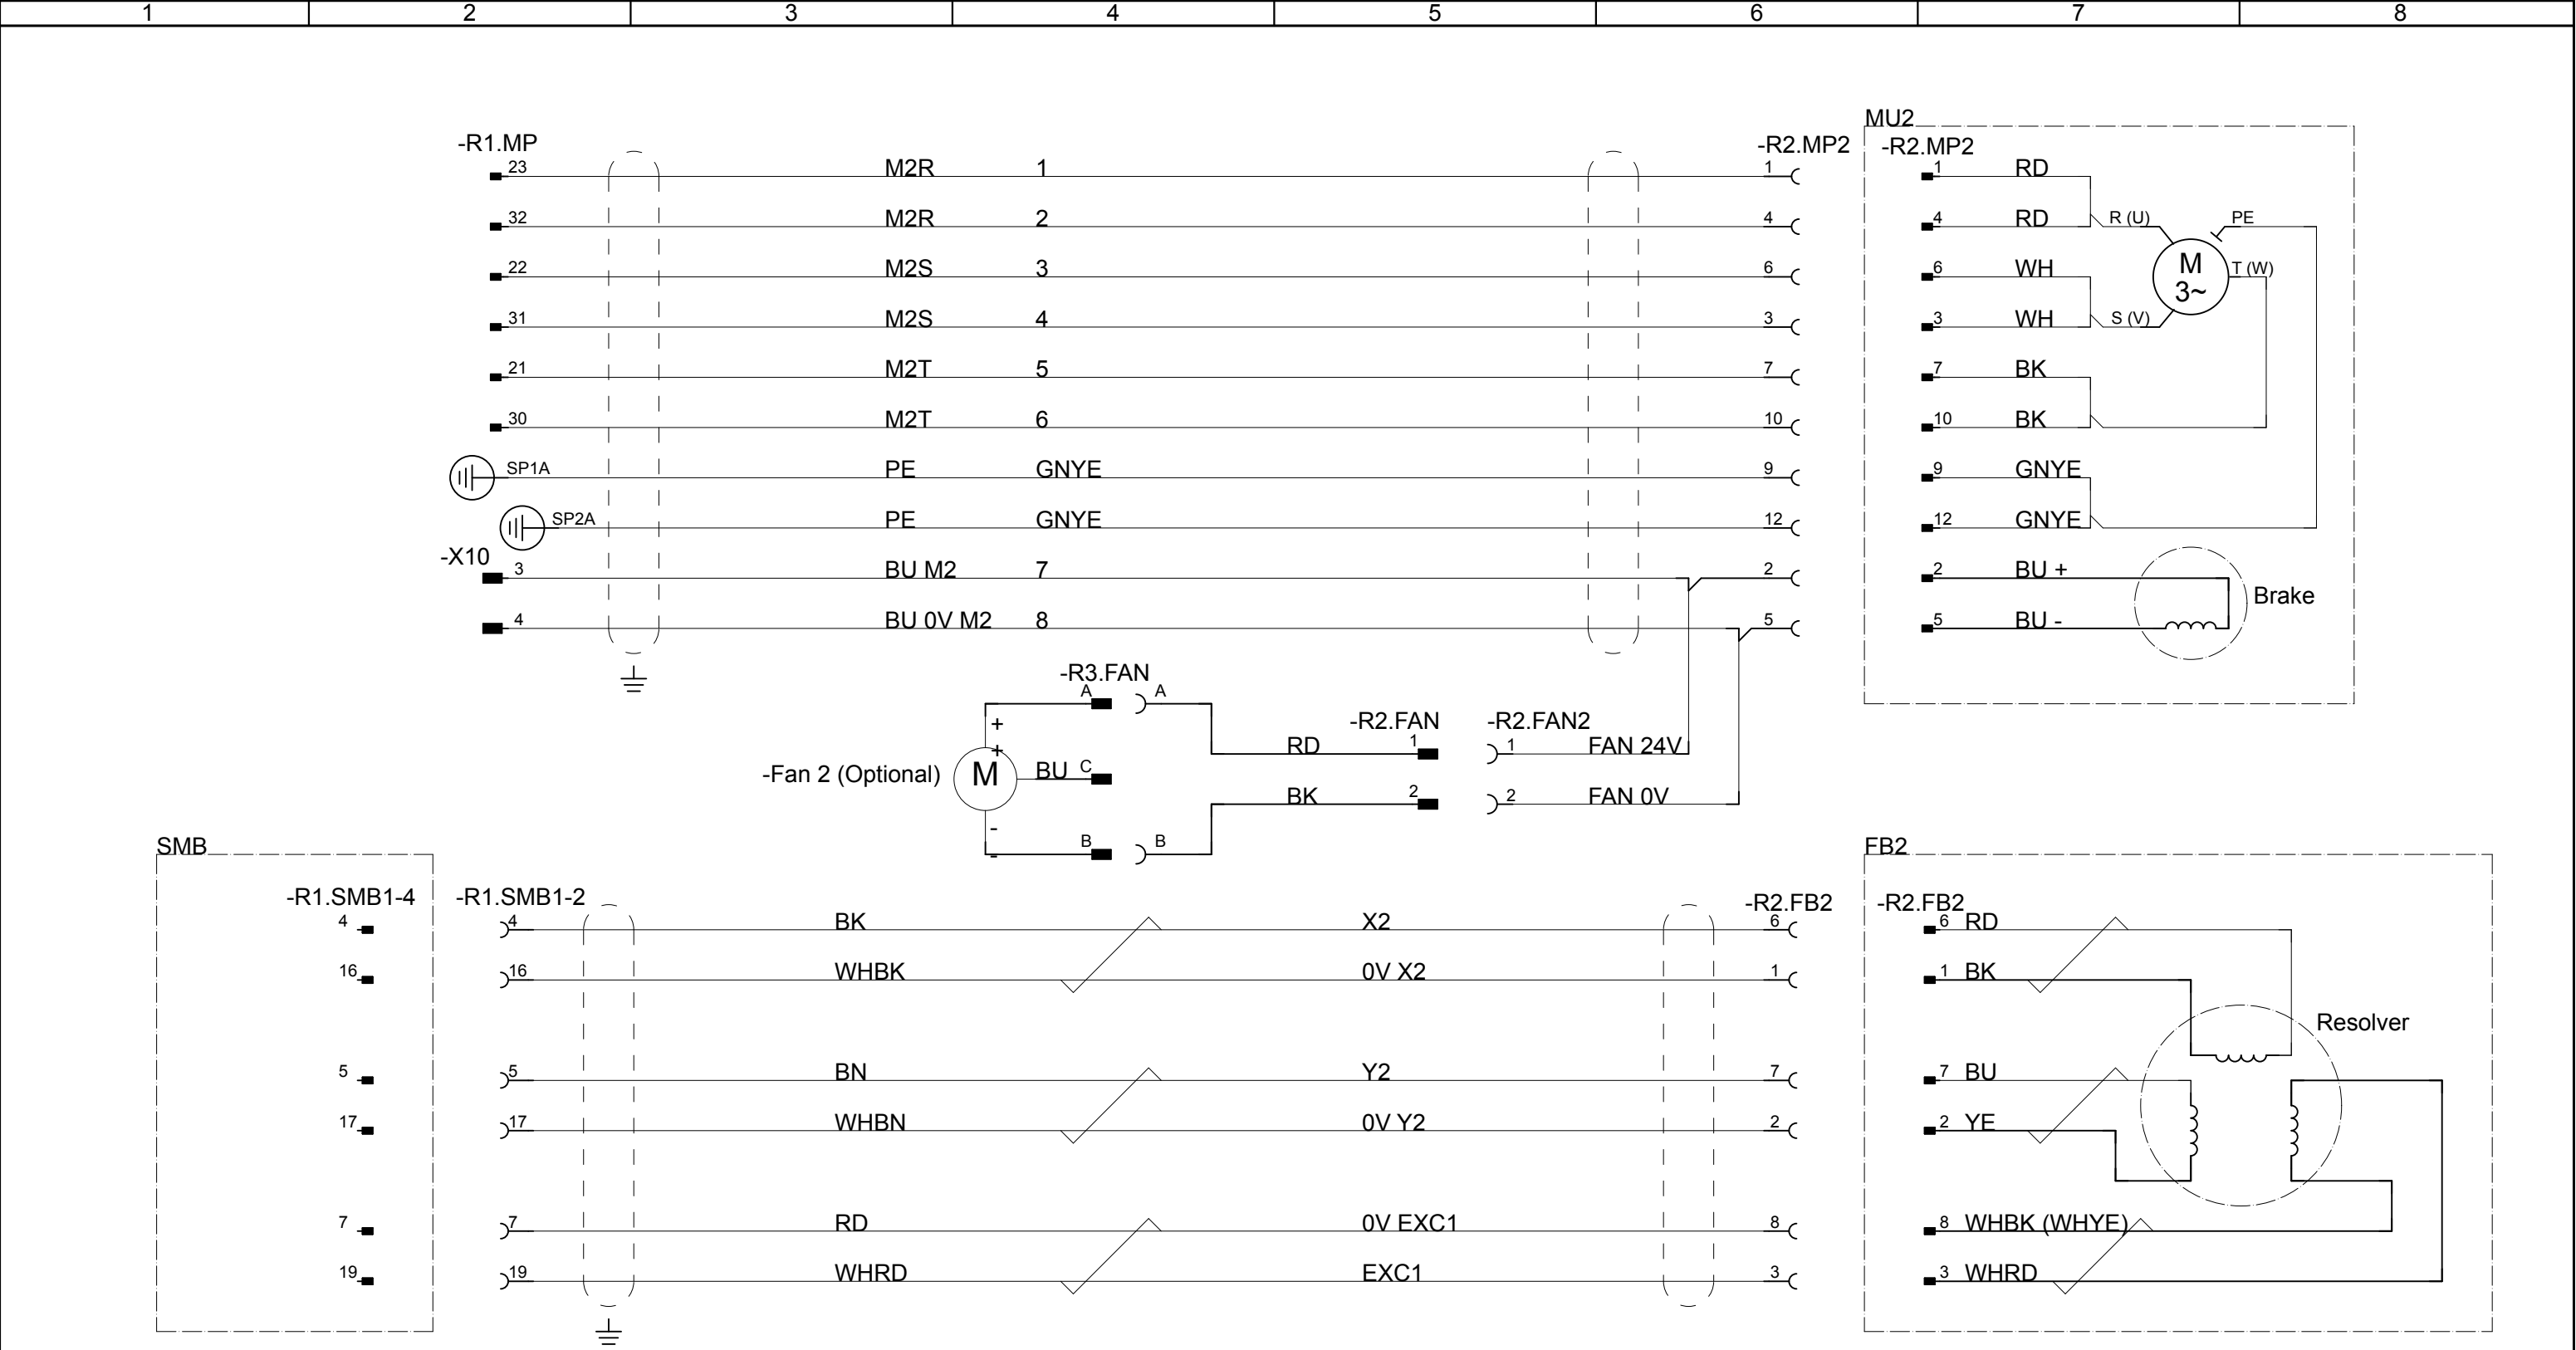 1 2 3 4 5 6 7 8
MU2
-R1.MP -R2.MP2 -R2.MP2
23 M2R 1 1 1 RD
32 M2R 2 4 4 RD R (U) PE
22 M2S 3 6 6 WH M 3~ T (W)
31 M2S 4 3 3 WH S (V)
21 M2T 5 7 7 BK
30 M2T 6 10 10 BK
SP1A PE GNYE 9 9 GNYE
SP2A PE GNYE 12 12 GNYE
-X10
3 BU M2 7 2 2 BU +
Brake
4 BU 0V M2 8 5 5 BU -
-R3.FAN
A A
+ -R2.FAN -R2.FAN2
+ RD 1 1 FAN 24V
-Fan 2 (Optional) M BU C
BK 2 2 FAN 0V
-
- B B
SMB FB2
-R1.SMB1-4 -R1.SMB1-2 -R2.FB2 -R2.FB2
4 4 BK X2 6 6 RD
16 16 WHBK 0V X2 1 1 BK
Resolver
5 5 BN Y2 7 7 BU
17 17 WHBN 0V Y2 2 2 YE
7 7 RD 0V EXC1 8 8 WHBK (WHYE)
19 19 WHRD EXC1 3 3 WHRD